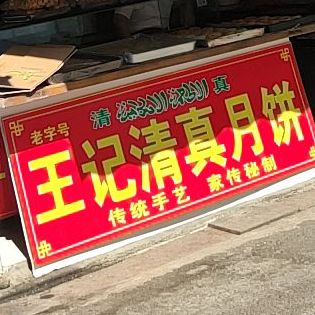 清 真
老字号
王记清真月饼
传统手艺 家传秘制